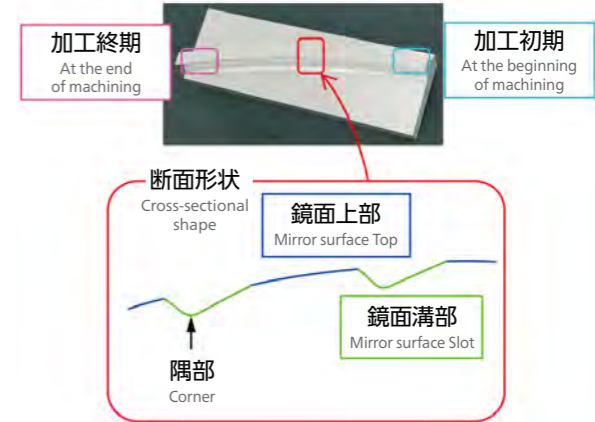 加工終期
At the end
of machining
加工初期
At the beginning
of machining
断面形状
Cross-sectional
shape
鏡面上部
Mirror surface Top
鏡面溝部
Mirror surface Slot
隅部
Corner